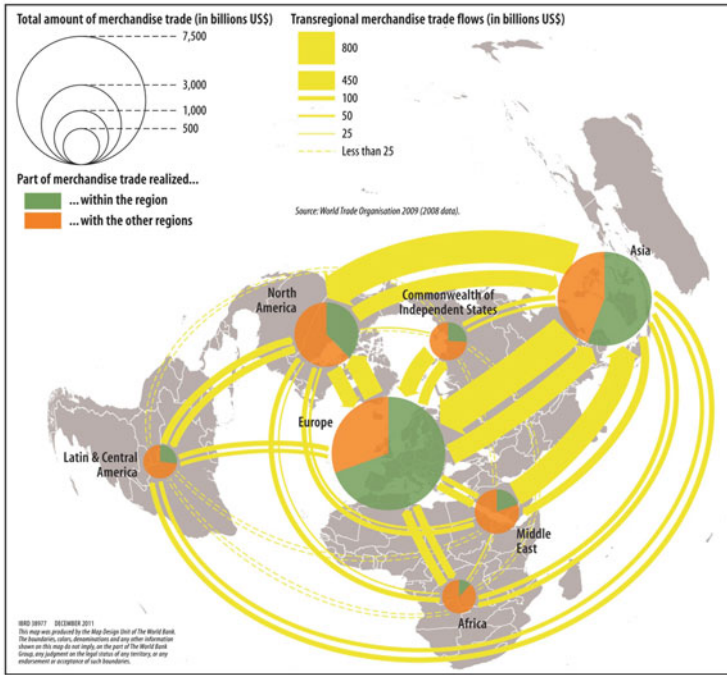 Total amount of merchandise trade (in billions US$)
7,500
3,000
1,000
500
Part of merchandise trade realized...
...within the region
...with the other regions
Transregional merchandise trade flows (in billions US$)
800
450
100
50
25
Less than 25
Source: World Trade Organisation 2009 (2008 data).
Asia
North
America
Commonwealth of
Independent States
Europe
Latin & Central
America
Middle
East
Africa
IBRD 38977 DECEMBER 2011
This map was produced by the Map Design Unit of The World Bank.
The boundaries, colors, denominations and any other information
shown on this map do not imply, on the part of The World Bank
Group, any judgment on the legal status of any territory, or any
endorsement or acceptance of such boundaries.